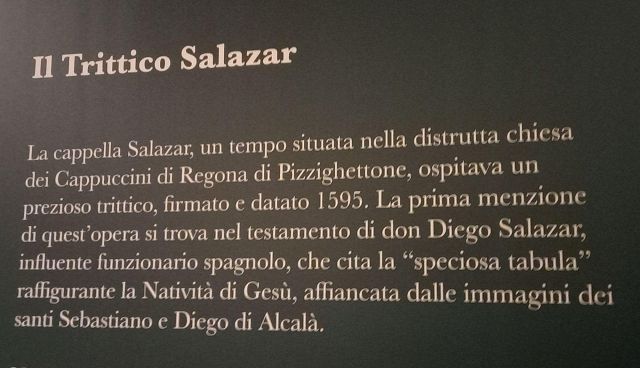 Il Trittico Salazar
La cappella Salazar, un tempo situata nella distrutta chiesa
dei Cappuccini di Regona di Pizzighettone, ospitava un
prezioso trittico, firmato e datato 1595. La prima menzione
di quest'opera si trova nel testamento di don Diego Salazar,
influente funzionario spagnolo, che cita la “speciosa tabula”
raffigurante la Natività di Gesù, affiancata dalle immagini dei
santi Sebastiano e Diego di Alcalà.